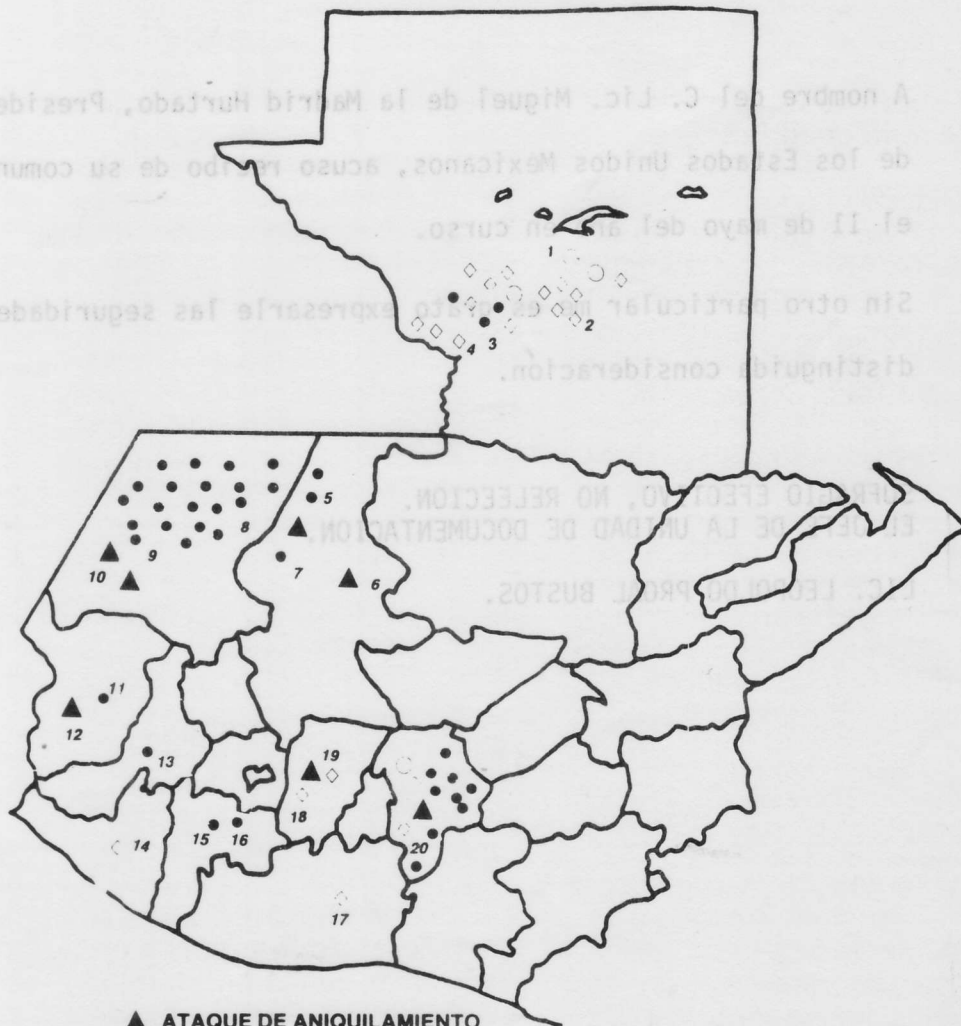 A nombre del C. Lic. Miguel de la Madrid Hurtado, Preside
de los Estados Unidos Mexicanos, acuso recibo de su comun
el 11 de mayo del año en curso.
1
Sin otro particular me es grato expresarle las seguridade
2
3
4
distinguida consideración.
SUFRAGIO EFECTIVO, NO RELECCION.
5
EL JEFE DE LA UNIDAD DE DOCUMENTACION.
8
9
10
7
6
LIC. LEOPOLDO PROAL BUSTOS.
11
12
13
19
18
14
15
16
20
17
▲ ATAQUE DE ANIQUILAMIENTO